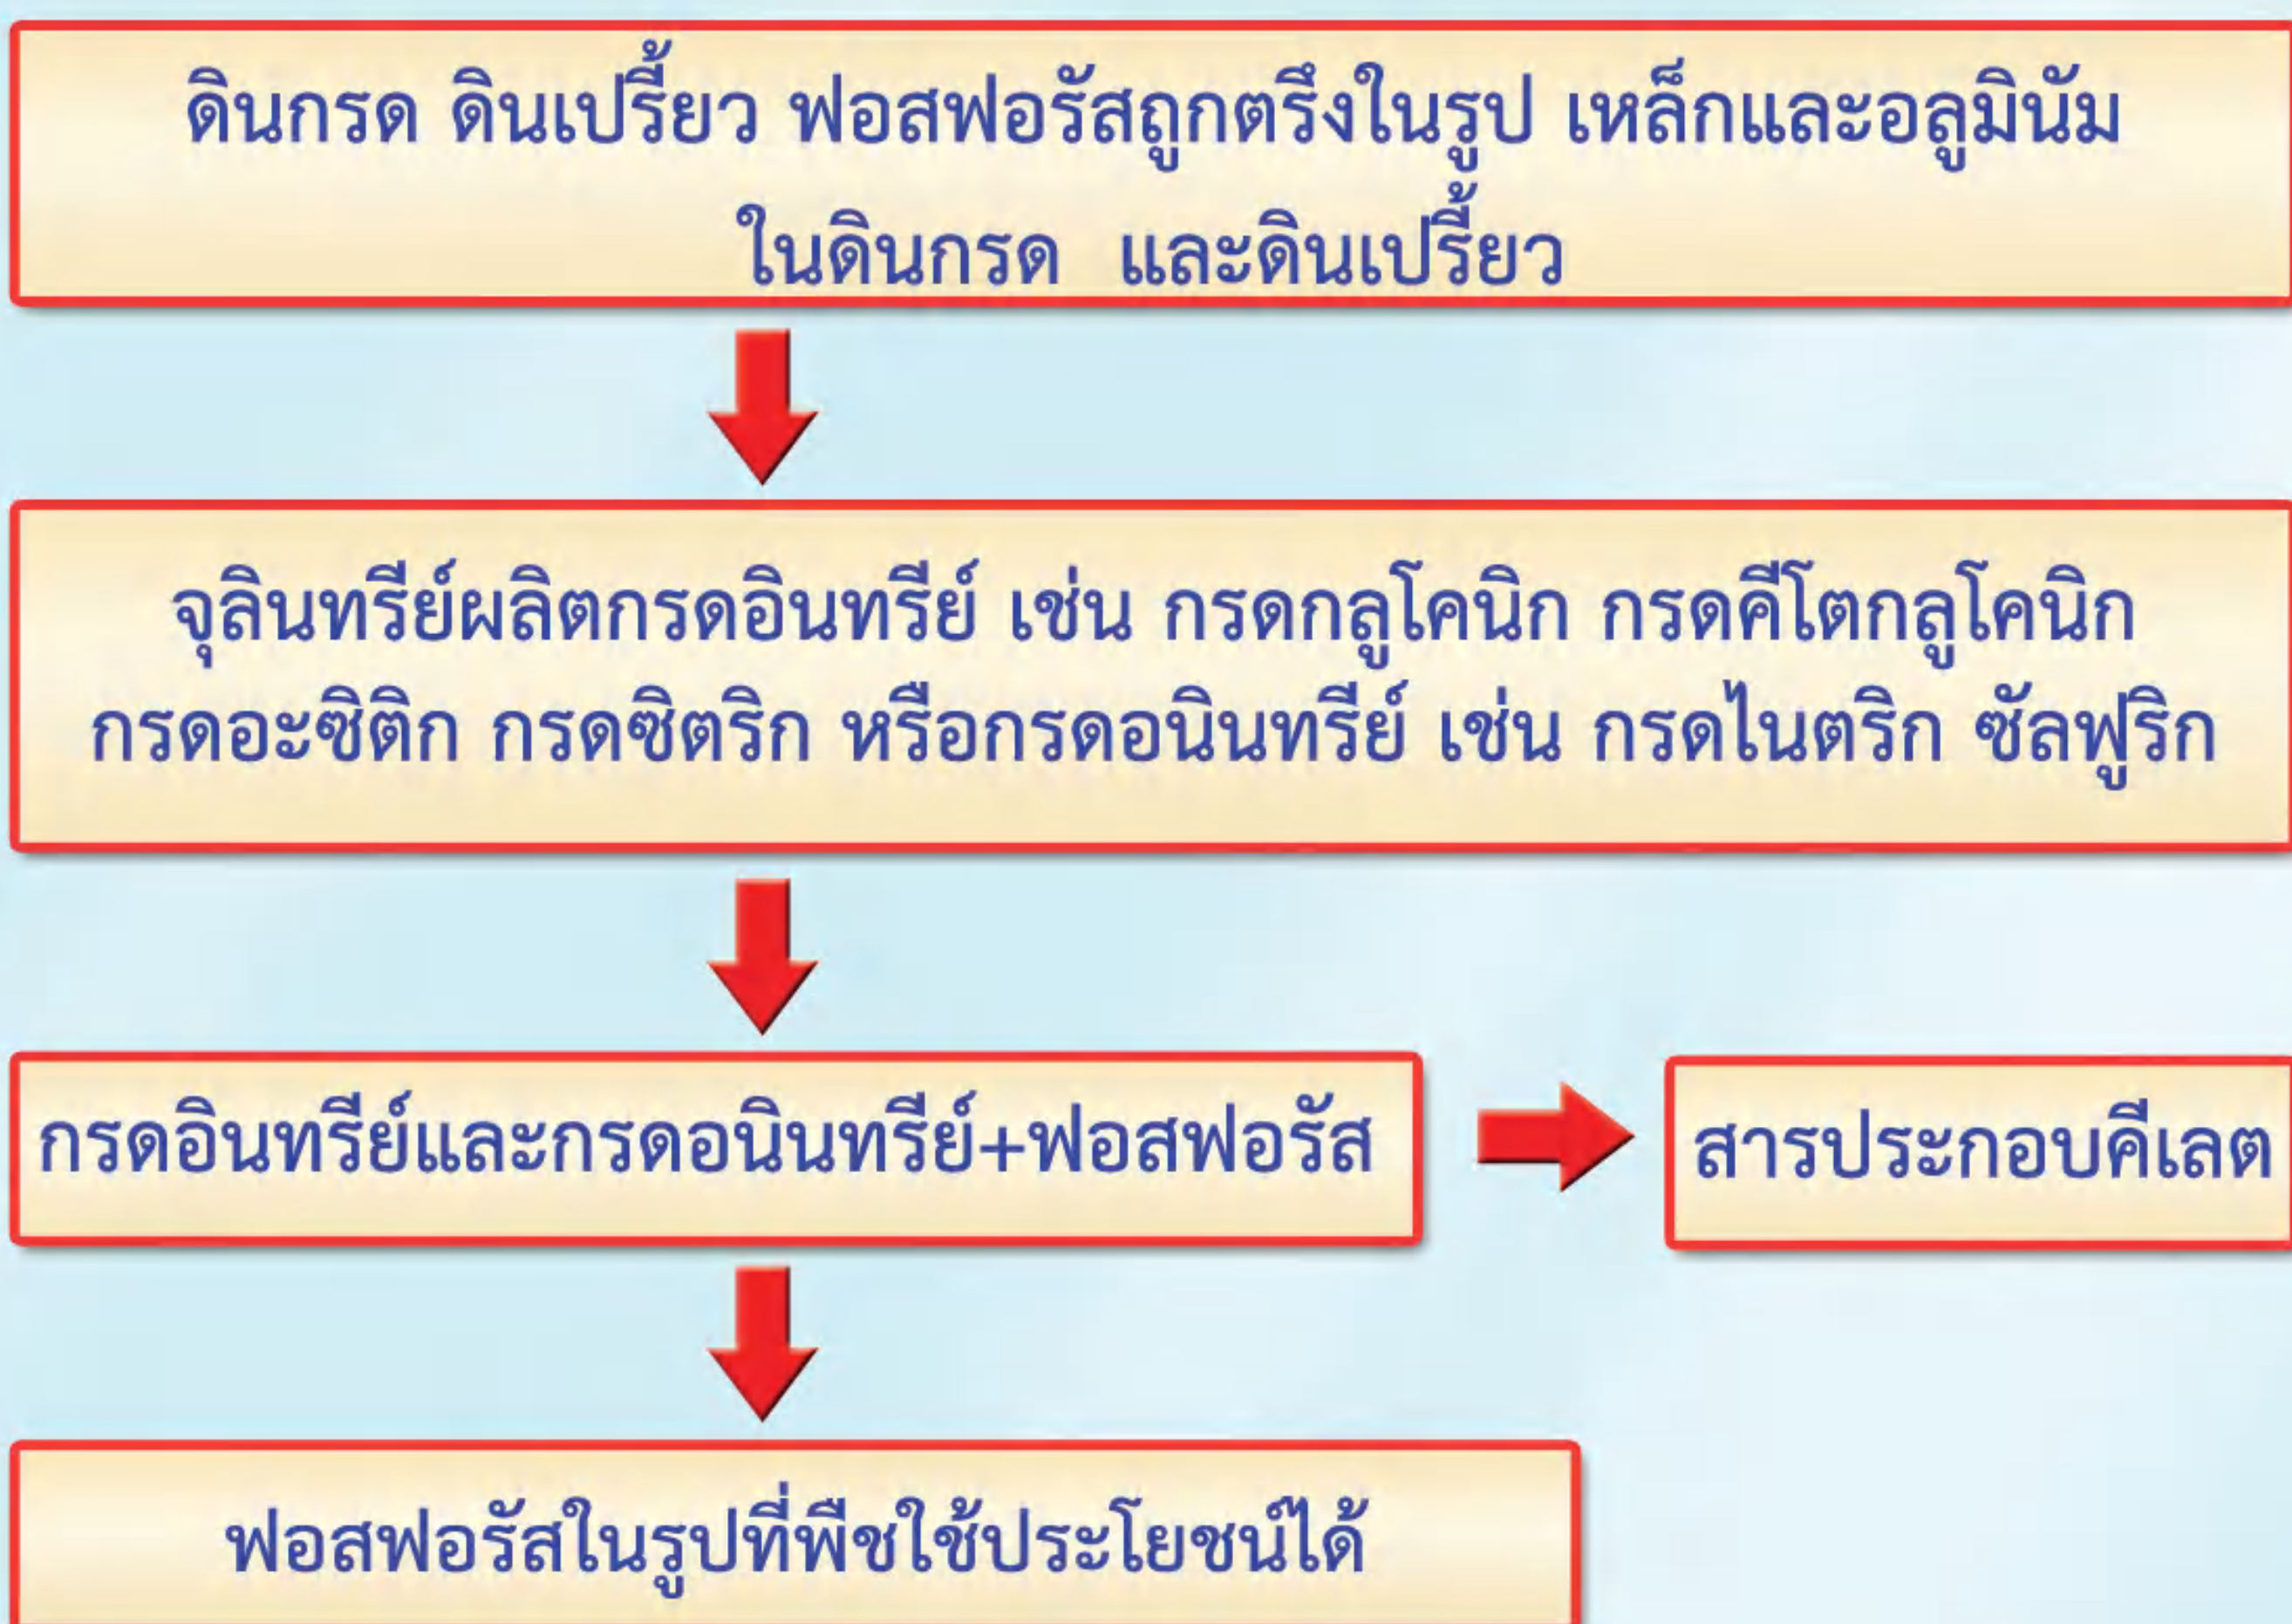 ดินกรด ดินเปรี้ยว ฟอสฟอรัสถูกตรึงในรูป เหล็กและอลูมินัม
ในดินกรด และดินเปรี้ยว
จุลินทรีย์ผลิตกรดอินทรีย์ เช่น กรดกลูโคนิก กรดคีโตกลูโคนิก
กรดอะซิติก กรดซิตริก หรือกรดอนินทรีย์ เช่น กรดไนตริก ซัลฟูริก
กรดอินทรีย์และกรดอนินทรีย์+ฟอสฟอรัส
สารประกอบคีเลต
ฟอสฟอรัสในรูปที่พืชใช้ประโยชน์ได้